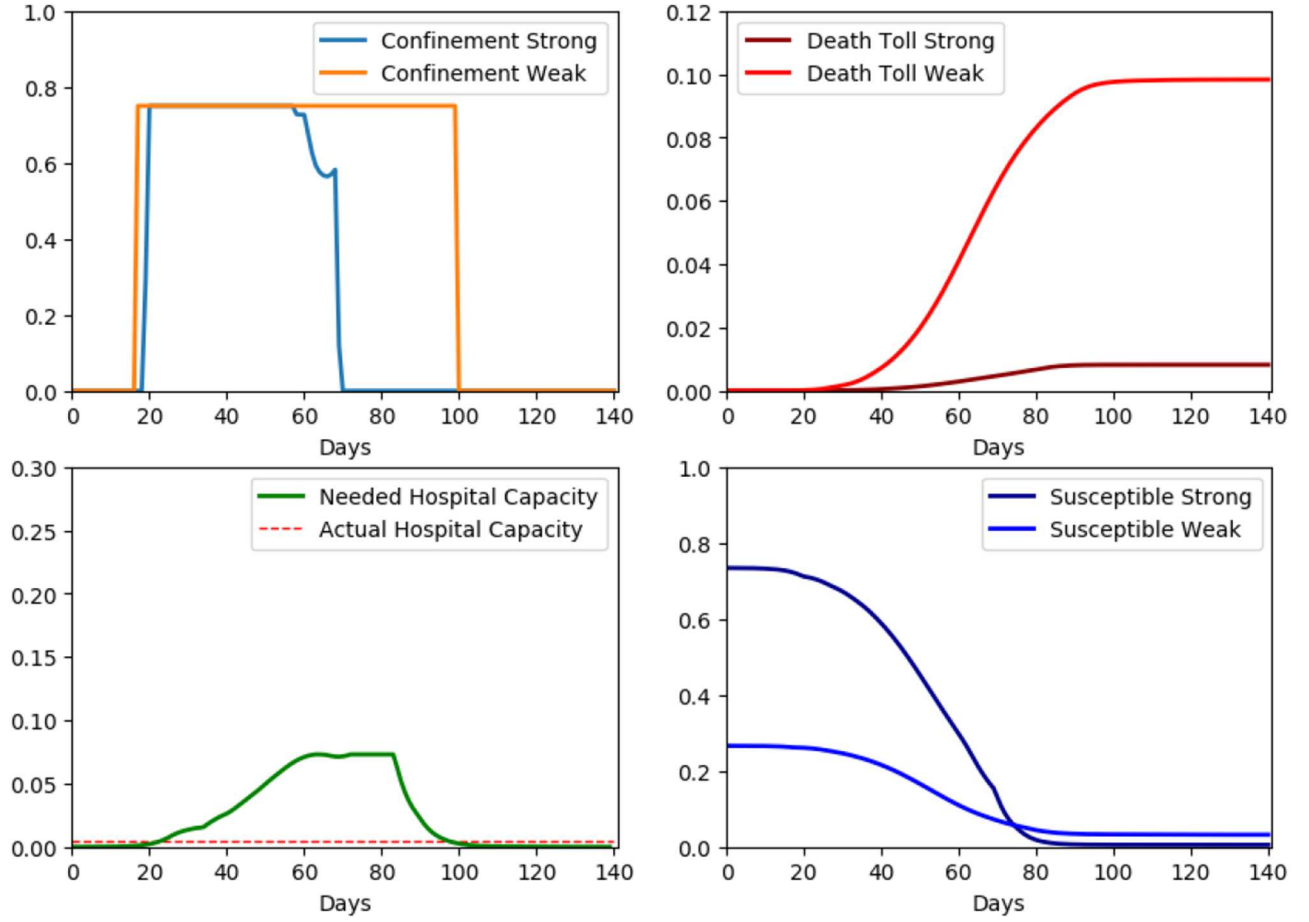 1.0
0.8
0.6
0.4
0.2
0.0
Confinement Strong
Confinement Weak
0 20 40 60 80 100 120 140
Days
0.12
0.10
0.08
0.06
0.04
0.02
0.00
Death Toll Strong
Death Toll Weak
0 20 40 60 80 100 120 140
Days
0.30
0.25
0.20
0.15
0.10
0.05
0.00
Needed Hospital Capacity
Actual Hospital Capacity
0 20 40 60 80 100 120 140
Days
1.0
0.8
0.6
0.4
0.2
0.0
Susceptible Strong
Susceptible Weak
0 20 40 60 80 100 120 140
Days